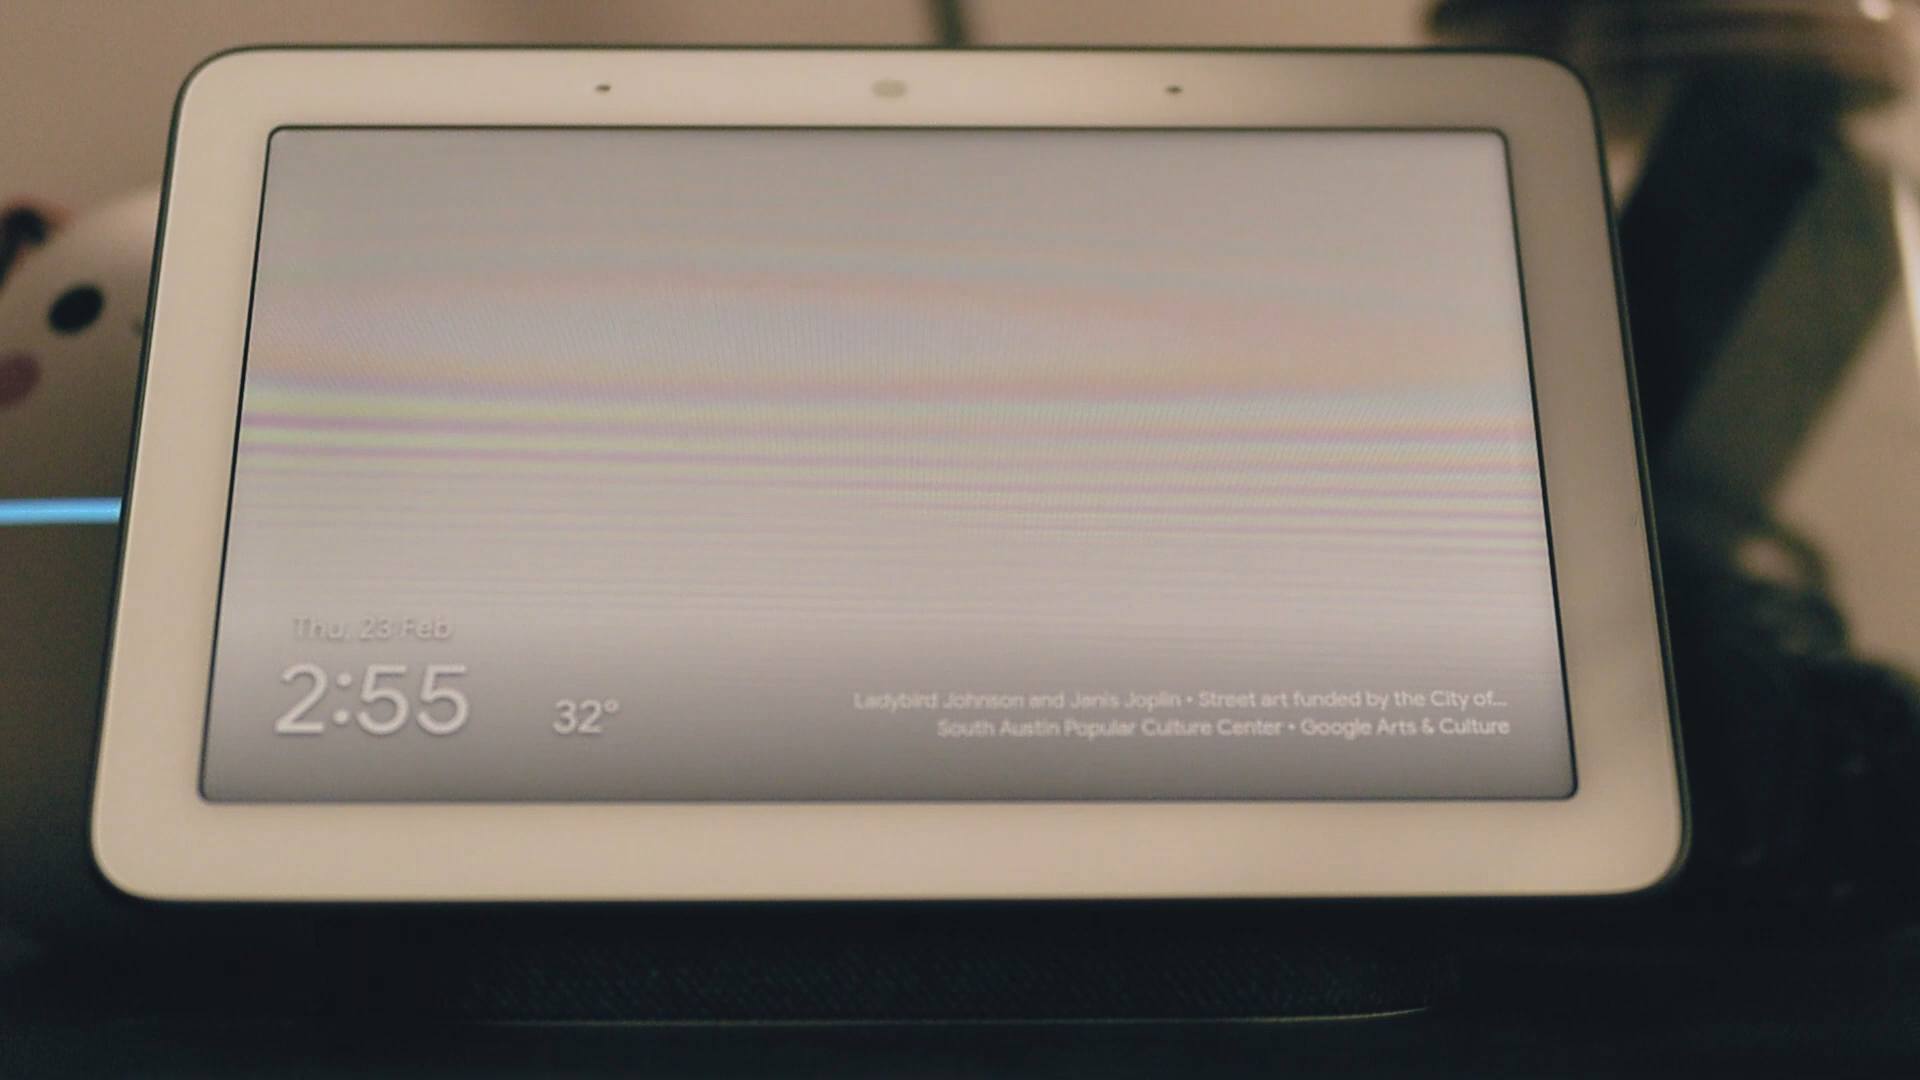 Thu, 23 Feb
2:55
32°
Ladybird Johnson and Janis Joplin • Street art funded by the City of...
South Austin Popular Culture Center • Google Arts & Culture